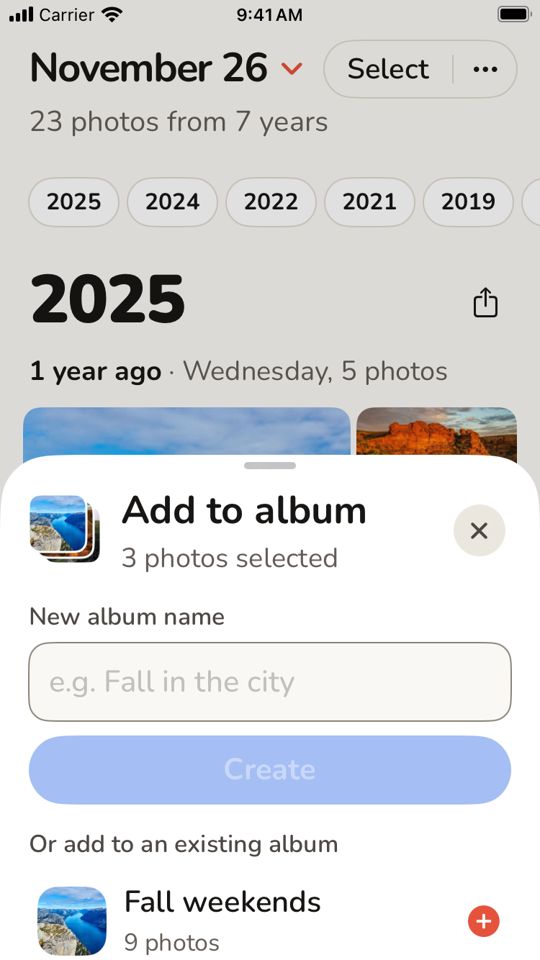 Carrier 9:41 AM
November 26 Select
23 photos from 7 years
2025 2024 2022 2021 2019
2025
1 year ago · Wednesday, 5 photos
Add to album
3 photos selected
New album name
e.g. Fall in the city
Create
Or add to an existing album
Fall weekends
9 photos